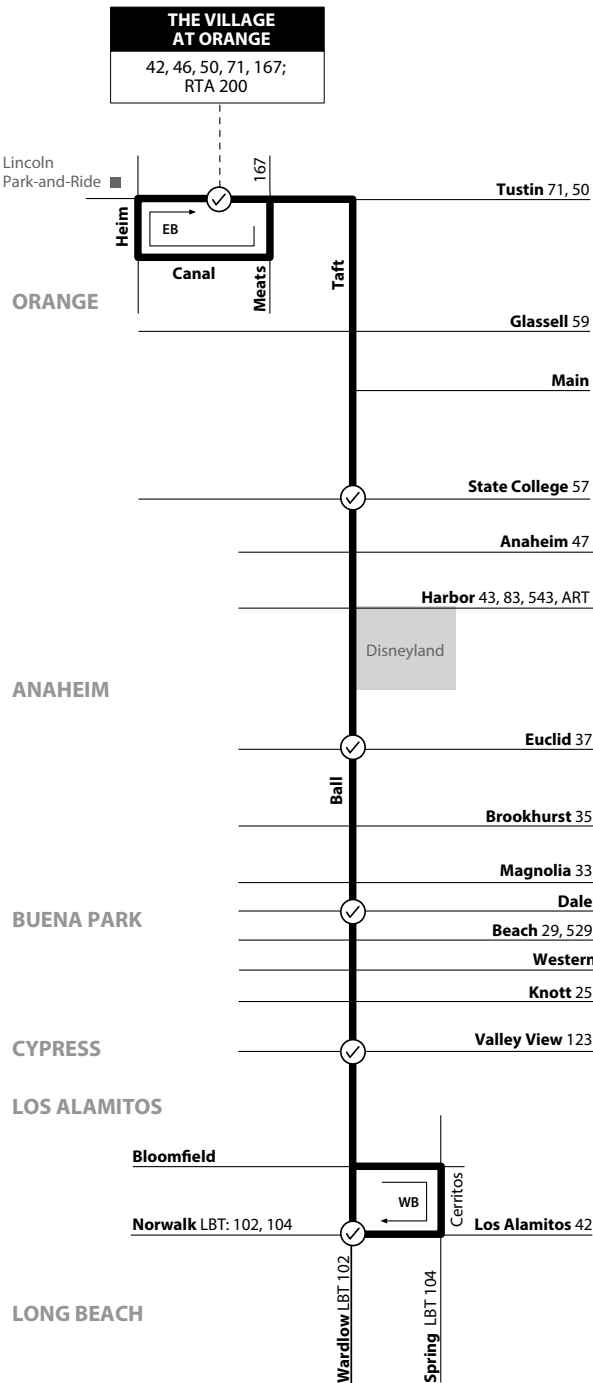 THE VILLAGE
AT ORANGE
42, 46, 50, 71, 167;
RTA 200
Lincoln
Park-and-Ride
167
Tustin 71, 50
Heim
EB
Canal
Meats
Taft
ORANGE
Glassell 59
Main
State College 57
Anaheim 47
Harbor 43, 83, 543, ART
Disneyland
ANAHEIM
Euclid 37
Ball
Brookhurst 35
Magnolia 33
Dale
BUENA PARK
Beach 29, 529
Western
Knott 25
Valley View 123
CYPRESS
LOS ALAMITOS
Bloomfield
WB
Cerritos
Norwalk LBT: 102, 104
Los Alamitos 42
Wardlow LBT 102
Spring LBT 104
LONG BEACH